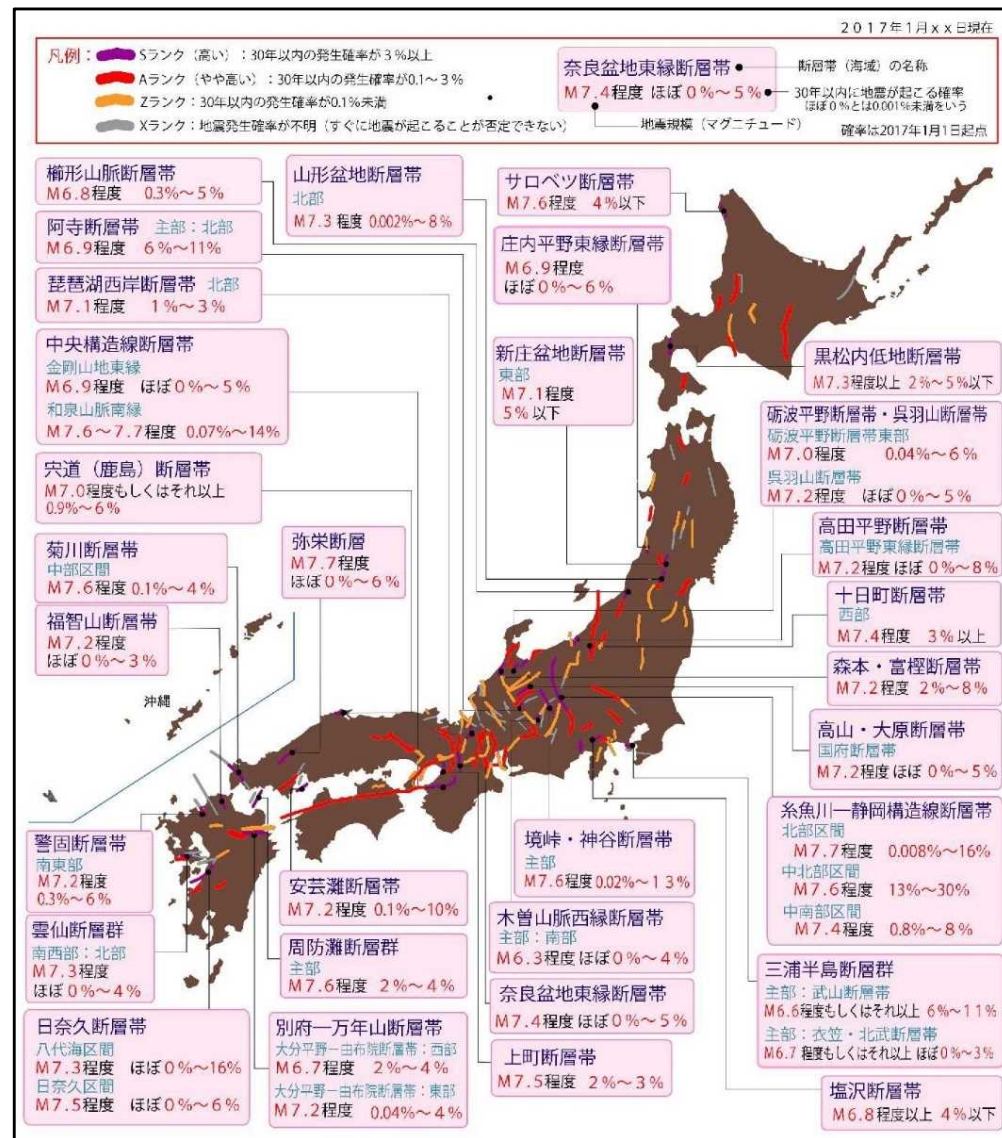 2017年1月xx日現在
凡例：
Sランク（高い）：30年以内の発生確率が3%以上
Aランク（やや高い）：30年以内の発生確率が0.1～3%
Zランク：30年以内の発生確率が0.1%未満
Xランク：地震発生確率が不明（すぐに地震が起こることが否定できない）
奈良盆地東縁断層帯
M7.4程度 ほぼ0%～5%
断層帯（海域）の名称
30年以内に地震が起こる確率
ほぼ0%とは0.001%未満をいう
地震規模（マグニチュード）
確率は2017年1月1日起点
櫛形山脈断層帯
M6.8程度 0.3%～5%
山形盆地断層帯
北部
M7.3程度 0.002%～8%
サロベツ断層帯
M7.6程度 4%以下
阿寺断層帯 主部：北部
M6.9程度 6%～11%
庄内平野東縁断層帯
M6.9程度
ほぼ0%～6%
琵琶湖西岸断層帯 北部
M7.1程度 1%～3%
中央構造線断層帯
金剛山地東縁
M6.9程度 ほぼ0%～5%
和泉山脈南縁
M7.6～7.7程度 0.07%～14%
新庄盆地断層帯
東部
M7.1程度
5%以下
黒松内低地断層帯
M7.3程度以上 2%～5%以下
砺波平野断層帯・呉羽山断層帯
砺波平野断層帯東部
M7.0程度 0.04%～6%
呉羽山断層帯
M7.2程度 ほぼ0%～5%
宍道（鹿島）断層帯
M7.0程度もしくはそれ以上
0.9%～6%
弥栄断層
M7.7程度
ほぼ0%～6%
高田平野断層帯
高田平野東縁断層帯
M7.2程度 ほぼ0%～8%
菊川断層帯
中部区間
M7.6程度 0.1%～4%
十日町断層帯
西部
M7.4程度 3%以上
福智山断層帯
M7.2程度
ほぼ0%～3%
森本・富樫断層帯
M7.2程度 2%～8%
沖縄
高山・大原断層帯
国府断層帯
M7.2程度 ほぼ0%～5%
糸魚川―静岡構造線断層帯
北部区間
M7.7程度 0.008%～16%
中北部区間
M7.6程度 13%～30%
中南部区間
M7.4程度 0.8%～8%
警固断層帯
南東部
M7.2程度
0.3%～6%
安芸灘断層帯
M7.2程度 0.1%～10%
境峠・神谷断層帯
主部
M7.6程度 0.02%～13%
雲仙断層群
南西部：北部
M7.3程度
ほぼ0%～4%
周防灘断層群
主部
M7.6程度 2%～4%
木曽山脈西縁断層帯
主部：南部
M6.3程度 ほぼ0%～4%
三浦半島断層群
主部：武山断層帯
M6.6程度もしくはそれ以上 6%～11%
主部：衣笠・北武断層帯
M6.7程度もしくはそれ以上 ほぼ0%～3%
奈良盆地東縁断層帯
M7.4程度 ほぼ0%～5%
日奈久断層帯
八代海区間
M7.3程度 ほぼ0%～16%
日奈久区間
M7.5程度 ほぼ0%～6%
別府―万年山断層帯
大分平野―由布院断層帯：西部
M6.7程度 2%～4%
大分平野―由布院断層帯：東部
M7.2程度 0.04%～4%
上町断層帯
M7.5程度 2%～3%
塩沢断層帯
M6.8程度以上 4%以下